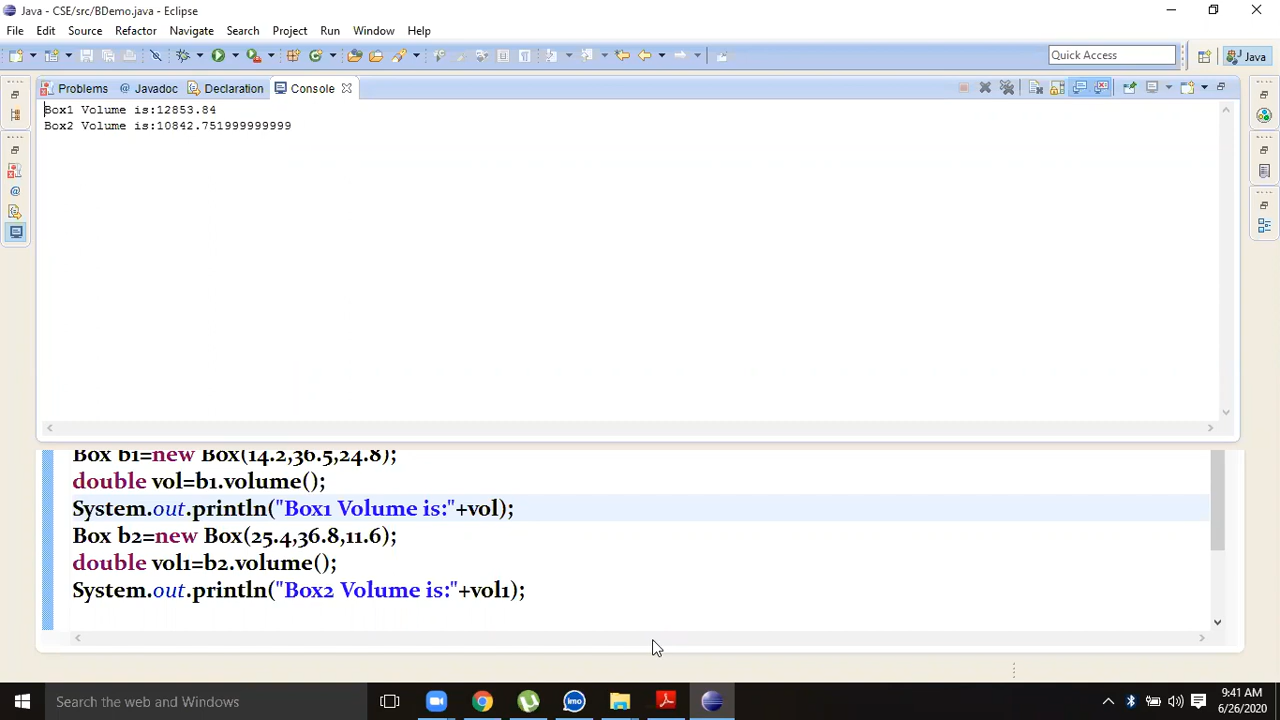 Java - CSE/src/BDemo.java - Eclipse
File Edit Source Refactor Navigate Search Project Run Window Help
Quick Access
Java
Problems @ Javadoc Declaration Console
Box1 Volume is:12853.84
Box2 Volume is:10842.751999999999
Box b1=new Box(14.2,36.5,24.8);
double vol=b1.volume();
System.out.println("Box1 Volume is:"+vol);
Box b2=new Box(25.4,36.8,11.6);
double vol1=b2.volume();
System.out.println("Box2 Volume is:"+vol1);
Search the web and Windows
imo
9:41 AM
6/26/2020